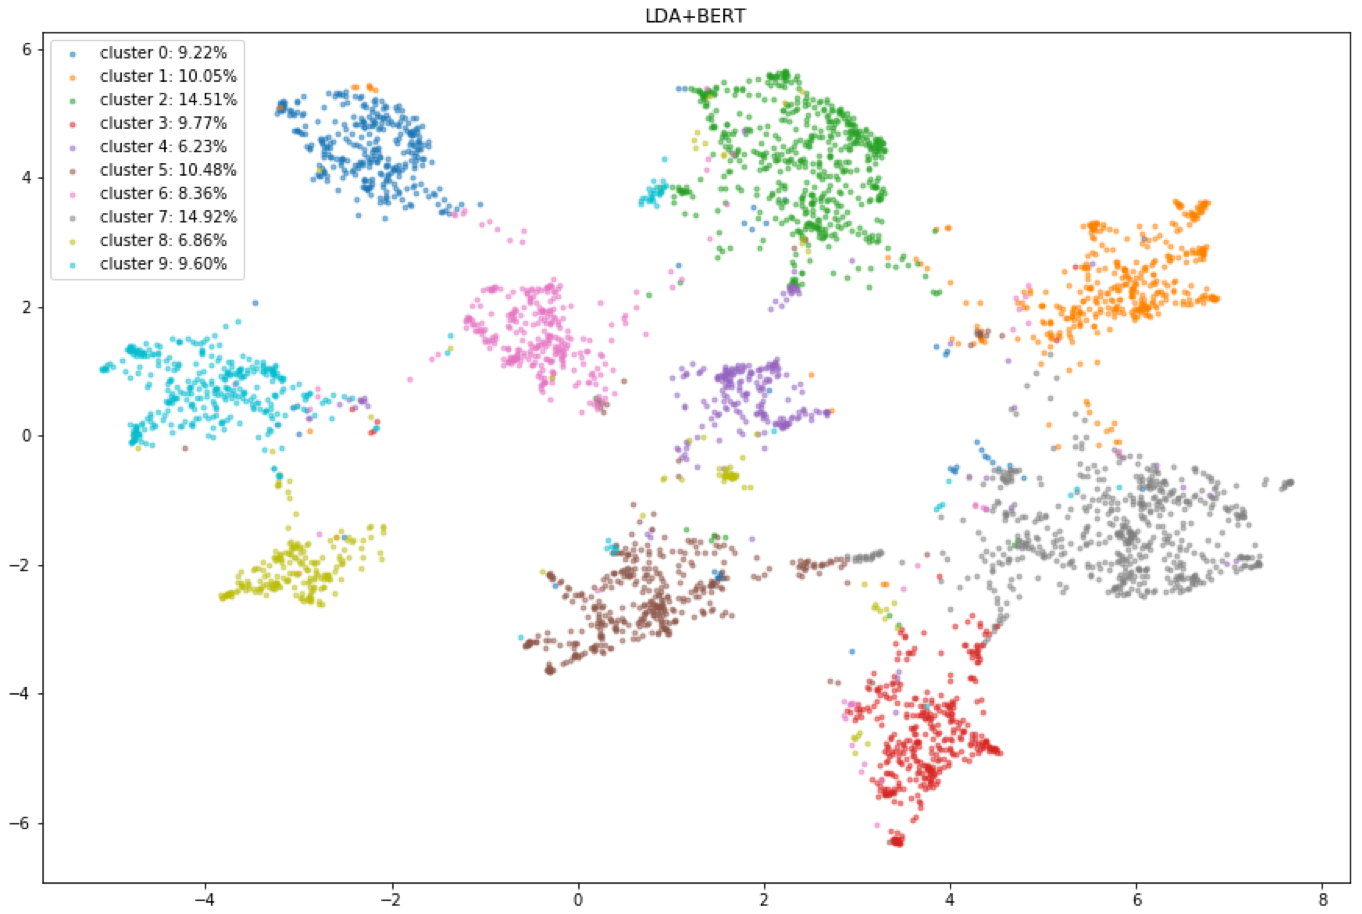 LDA+BERT
cluster 0: 9.22%
cluster 1: 10.05%
cluster 2: 14.51%
cluster 3: 9.77%
cluster 4: 6.23%
cluster 5: 10.48%
cluster 6: 8.36%
cluster 7: 14.92%
cluster 8: 6.86%
cluster 9: 9.60%
6
4
2
0
−2
−4
−6
−4 −2 0 2 4 6 8